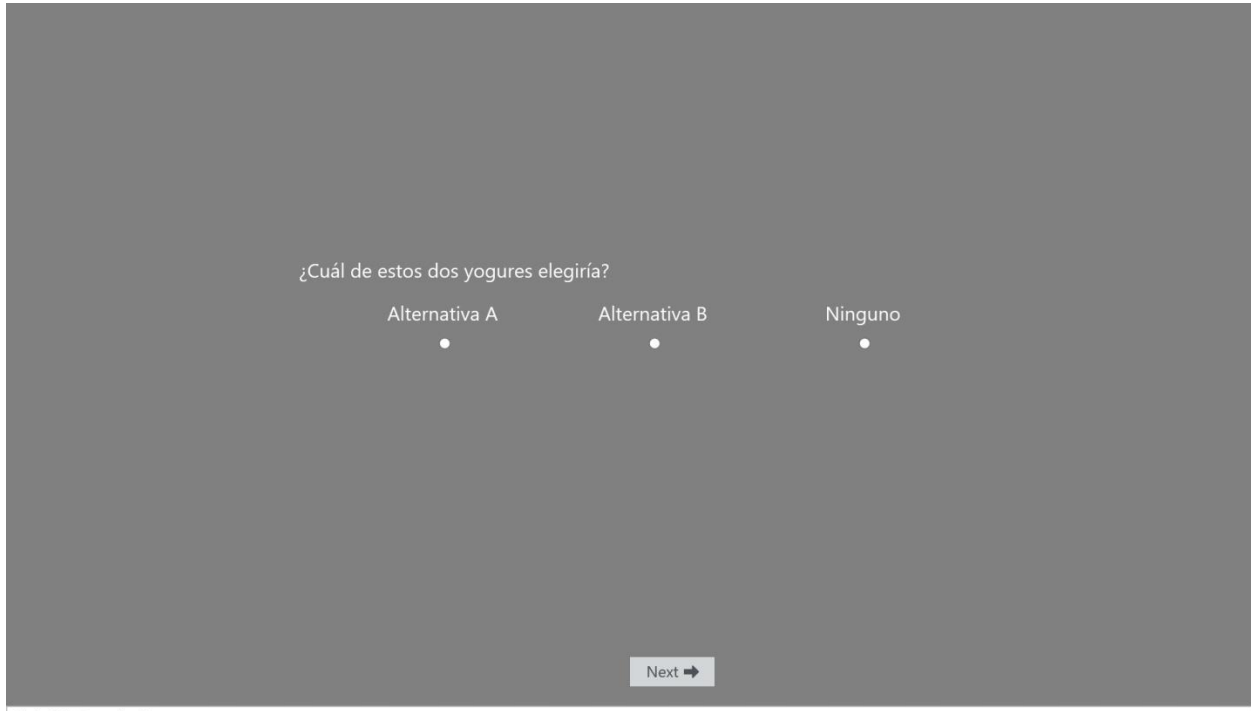 ¿Cuál de estos dos yogures elegiría?
Alternativa A Alternativa B Ninguno
Next